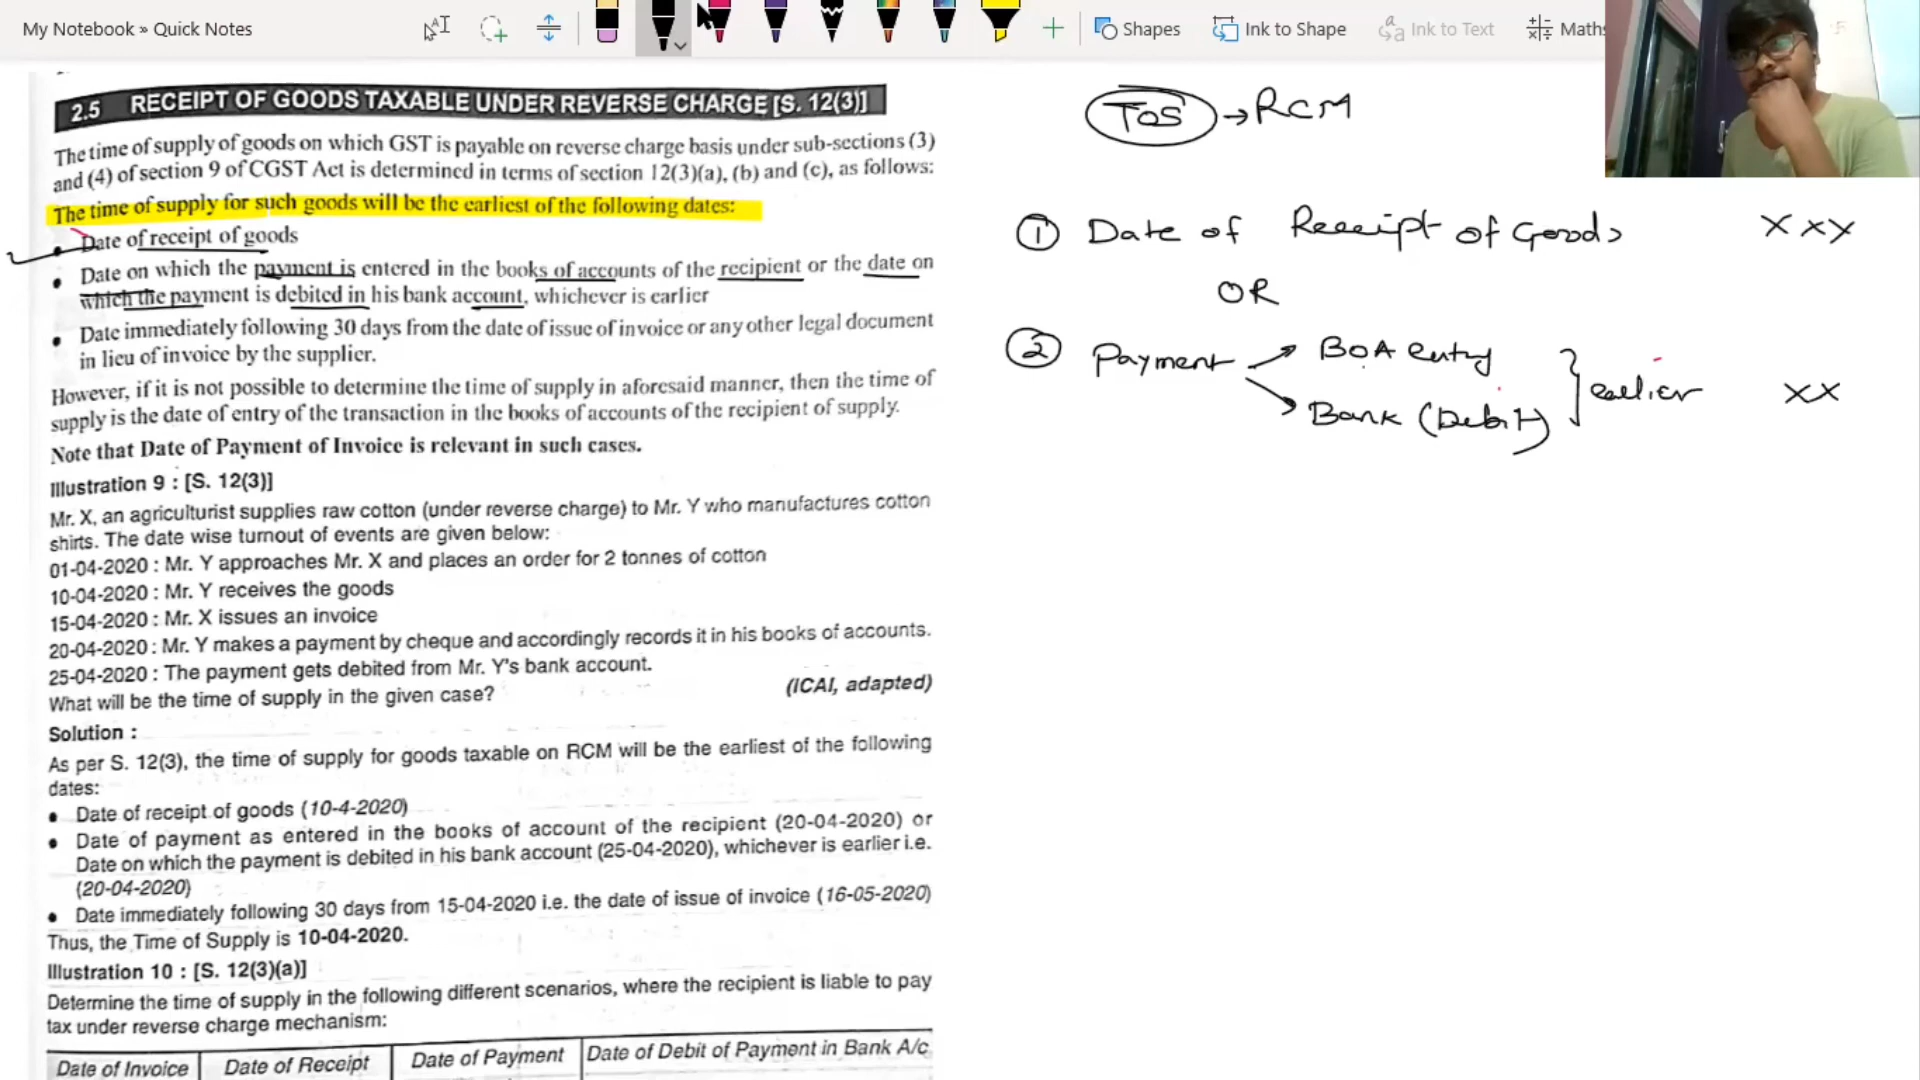 My Notebook » Quick Notes
Shapes
Ink to Shape
Ink to Text
Maths
2.5 RECEIPT OF GOODS TAXABLE UNDER REVERSE CHARGE [S. 12(3)]
The time of supply of goods on which GST is payable on reverse charge basis under sub-sections (3)
and (4) of section 9 of CGST Act is determined in terms of section 12(3)(a), (b) and (c), as follows:
The time of supply for such goods will be the earliest of the following dates:
• Date of receipt of goods
• Date on which the payment is entered in the books of accounts of the recipient or the date on
which the payment is debited in his bank account, whichever is earlier
• Date immediately following 30 days from the date of issue of invoice or any other legal document
in lieu of invoice by the supplier.
However, if it is not possible to determine the time of supply in aforesaid manner, then the time of
supply is the date of entry of the transaction in the books of accounts of the recipient of supply.
Note that Date of Payment of Invoice is relevant in such cases.
Illustration 9 : [S. 12(3)]
Mr. X, an agriculturist supplies raw cotton (under reverse charge) to Mr. Y who manufactures cotton
shirts. The date wise turnout of events are given below:
01-04-2020 : Mr. Y approaches Mr. X and places an order for 2 tonnes of cotton
10-04-2020 : Mr. Y receives the goods
15-04-2020 : Mr. X issues an invoice
20-04-2020 : Mr. Y makes a payment by cheque and accordingly records it in his books of accounts.
25-04-2020 : The payment gets debited from Mr. Y's bank account.
What will be the time of supply in the given case? (ICAI, adapted)
Solution :
As per S. 12(3), the time of supply for goods taxable on RCM will be the earliest of the following
dates:
• Date of receipt of goods (10-4-2020)
• Date of payment as entered in the books of account of the recipient (20-04-2020) or
Date on which the payment is debited in his bank account (25-04-2020), whichever is earlier i.e.
(20-04-2020)
• Date immediately following 30 days from 15-04-2020 i.e. the date of issue of invoice (16-05-2020)
Thus, the Time of Supply is 10-04-2020.
Illustration 10 : [S. 12(3)(a)]
Determine the time of supply in the following different scenarios, where the recipient is liable to pay
tax under reverse charge mechanism:
Date of Invoice Date of Receipt Date of Payment Date of Debit of Payment in Bank A/c
TOS → RCM
① Date of Receipt of Goods XXX
OR
② Payment → BOA entry
→ Bank (Debit) } earlier XX